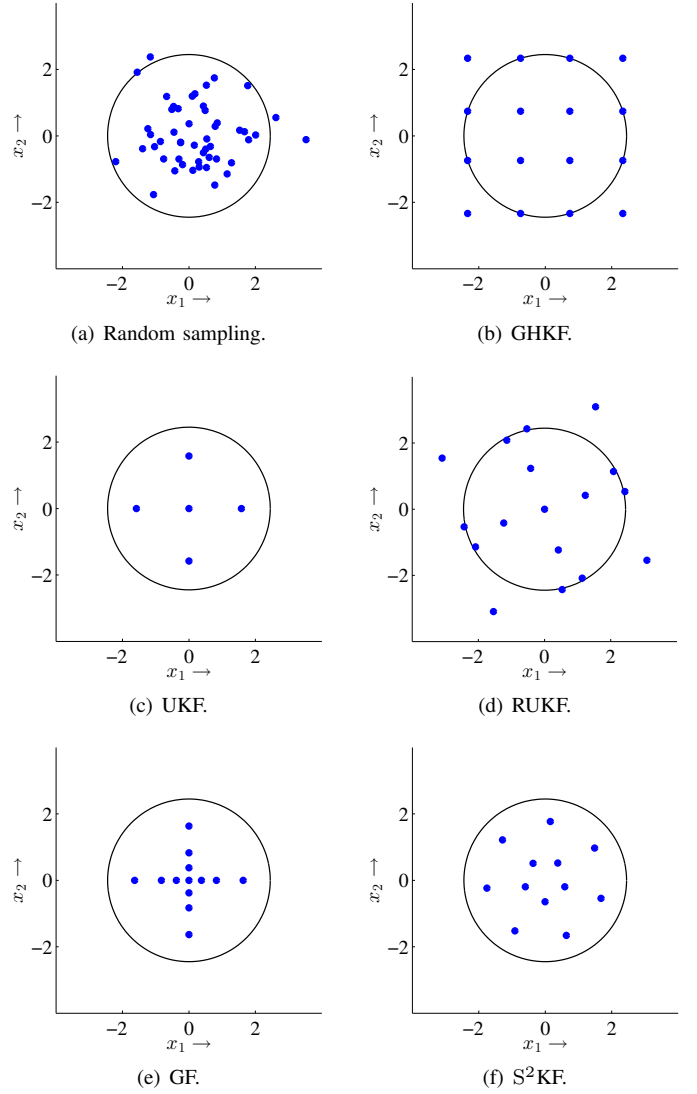 2
0
−2
x₂ →
−2 0 2
x₁ →
(a) Random sampling.
2
0
−2
x₂ →
−2 0 2
x₁ →
(b) GHKF.
2
0
−2
x₂ →
−2 0 2
x₁ →
(c) UKF.
2
0
−2
x₂ →
−2 0 2
x₁ →
(d) RUKF.
2
0
−2
x₂ →
−2 0 2
x₁ →
(e) GF.
2
0
−2
x₂ →
−2 0 2
x₁ →
(f) S²KF.